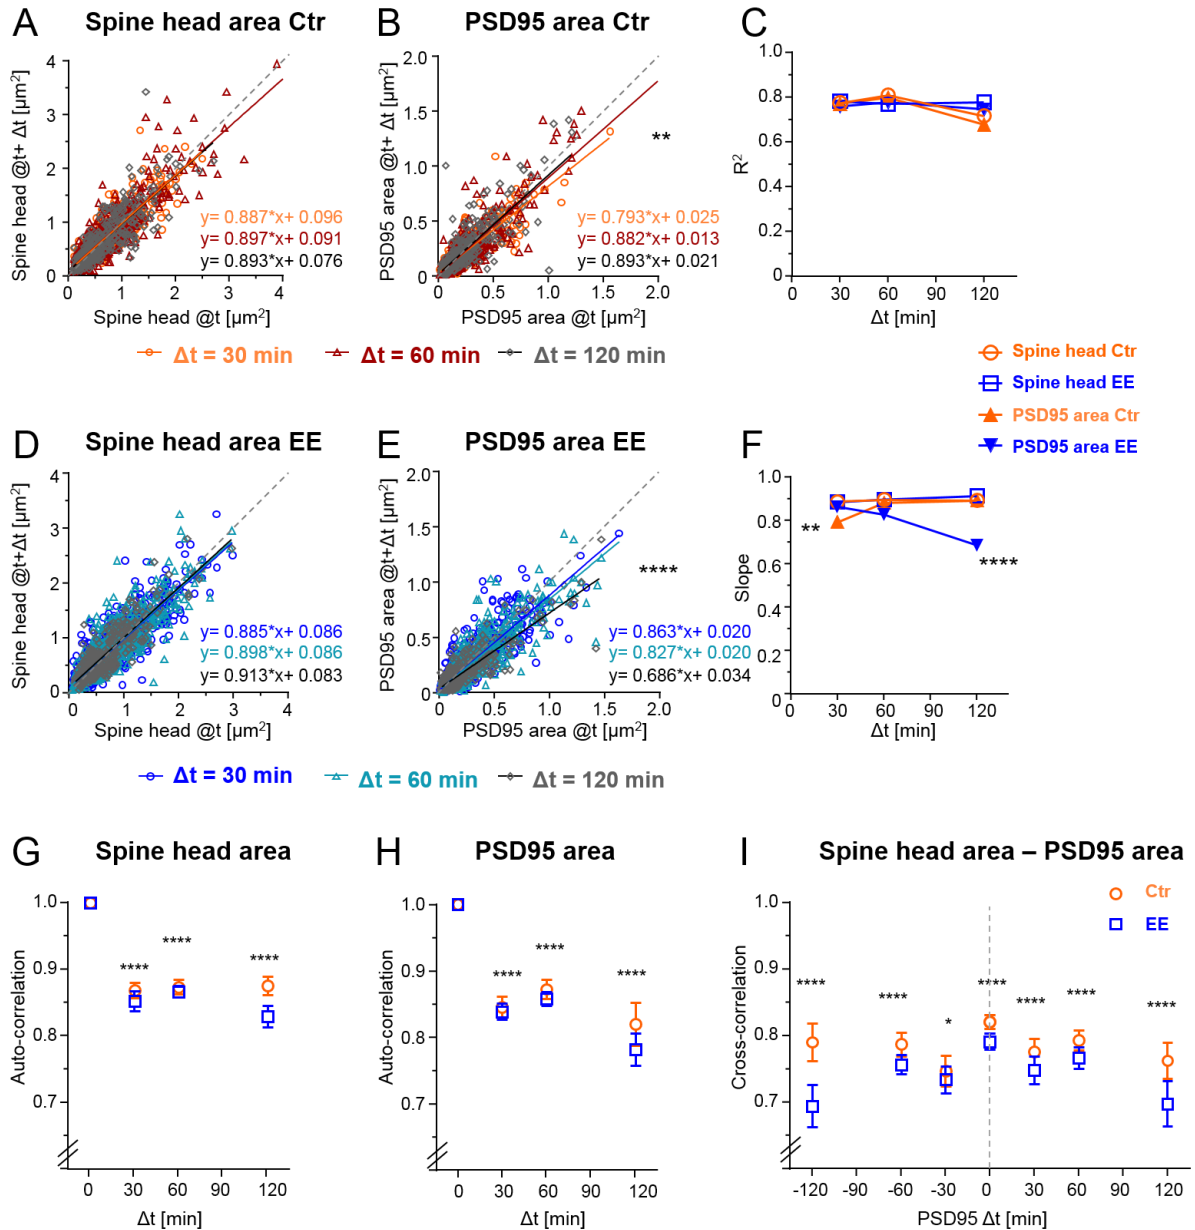 A Spine head area Ctr
Spine head @t+ Δt [µm²]
4
3
2
1
0
0 1 2 3 4
Spine head @t [µm²]
y= 0.887*x+ 0.096
y= 0.897*x+ 0.091
y= 0.893*x+ 0.076
B PSD95 area Ctr
PSD95 area @t+ Δt [µm²]
2.0
1.5
1.0
0.5
0
0 0.5 1.0 1.5 2.0
PSD95 area @t [µm²]
**
y= 0.793*x+ 0.025
y= 0.882*x+ 0.013
y= 0.893*x+ 0.021
C
R²
1.0
0.8
0.6
0.4
0.2
0
0 30 60 90 120
Δt [min]
Δt = 30 min Δt = 60 min Δt = 120 min
Spine head Ctr
Spine head EE
PSD95 area Ctr
PSD95 area EE
D Spine head area EE
Spine head @t+Δt [µm²]
4
3
2
1
0
0 1 2 3 4
Spine head @t [µm²]
y= 0.885*x+ 0.086
y= 0.898*x+ 0.086
y= 0.913*x+ 0.083
E PSD95 area EE
PSD95 area @t+Δt [µm²]
2.0
1.5
1.0
0.5
0
0 0.5 1.0 1.5 2.0
PSD95 area @t [µm²]
****
y= 0.863*x+ 0.020
y= 0.827*x+ 0.020
y= 0.686*x+ 0.034
F
Slope
1.0
0.8
0.6
0.4
0.2
0
0 30 60 90 120
Δt [min]
**
****
Δt = 30 min Δt = 60 min Δt = 120 min
G Spine head area
Auto-correlation
1.0
0.9
0.8
0.7
0 30 60 90 120
Δt [min]
**** **** ****
H PSD95 area
Auto-correlation
1.0
0.9
0.8
0.7
0 30 60 90 120
Δt [min]
**** **** ****
I Spine head area – PSD95 area
Ctr
EE
Cross-correlation
1.0
0.9
0.8
0.7
-120 -90 -60 -30 0 30 60 90 120
PSD95 Δt [min]
**** **** * **** **** **** ****